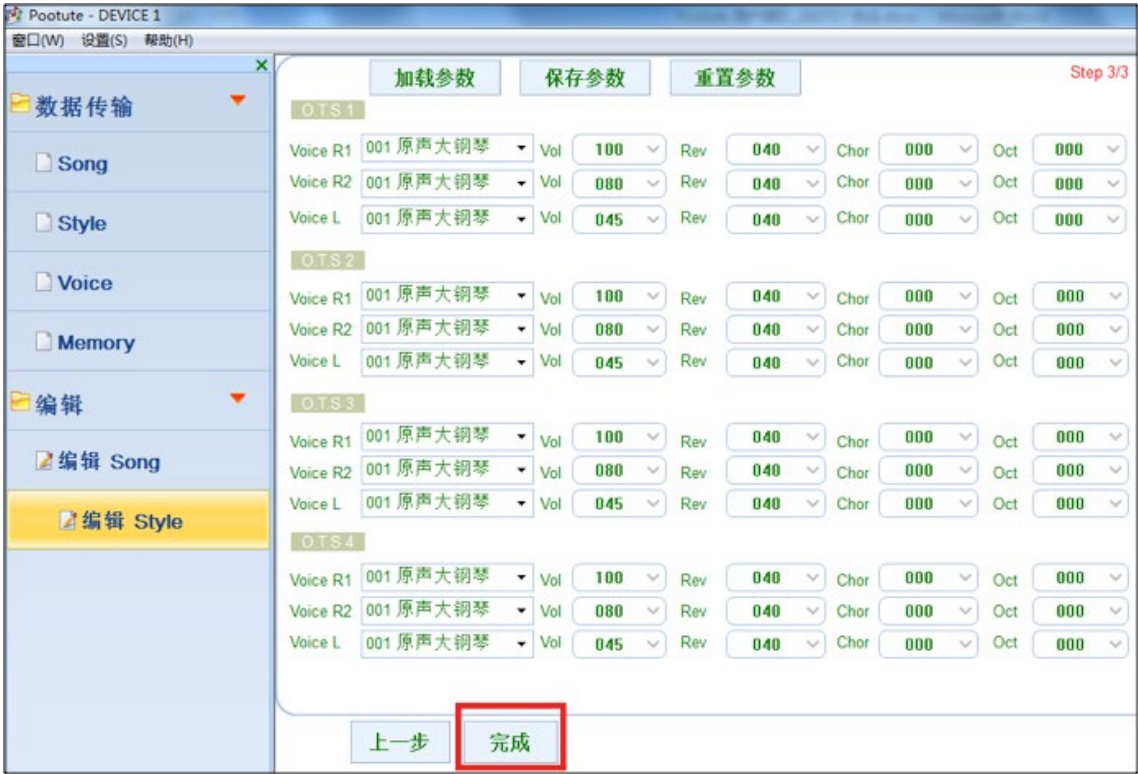 Pootute - DEVICE 1
窗口(W) 设置(S) 帮助(H)
数据传输
Song
Style
Voice
Memory
编辑
编辑 Song
编辑 Style
加载参数 保存参数 重置参数 Step 3/3
O.T.S 1
Voice R1 001 原声大钢琴 Vol 100 Rev 040 Chor 000 Oct 000
Voice R2 001 原声大钢琴 Vol 080 Rev 040 Chor 000 Oct 000
Voice L 001 原声大钢琴 Vol 045 Rev 040 Chor 000 Oct 000
O.T.S 2
Voice R1 001 原声大钢琴 Vol 100 Rev 040 Chor 000 Oct 000
Voice R2 001 原声大钢琴 Vol 080 Rev 040 Chor 000 Oct 000
Voice L 001 原声大钢琴 Vol 045 Rev 040 Chor 000 Oct 000
O.T.S 3
Voice R1 001 原声大钢琴 Vol 100 Rev 040 Chor 000 Oct 000
Voice R2 001 原声大钢琴 Vol 080 Rev 040 Chor 000 Oct 000
Voice L 001 原声大钢琴 Vol 045 Rev 040 Chor 000 Oct 000
O.T.S 4
Voice R1 001 原声大钢琴 Vol 100 Rev 040 Chor 000 Oct 000
Voice R2 001 原声大钢琴 Vol 080 Rev 040 Chor 000 Oct 000
Voice L 001 原声大钢琴 Vol 045 Rev 040 Chor 000 Oct 000
上一步 完成